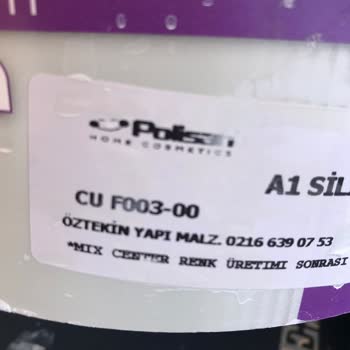 Polisan
HOME COSMETICS
A1 SİL
CU F003-00
ÖZTEKİN YAPI MALZ. 0216 639 07 53
*MIX CENTER RENK ÜRETIMI SONRASI